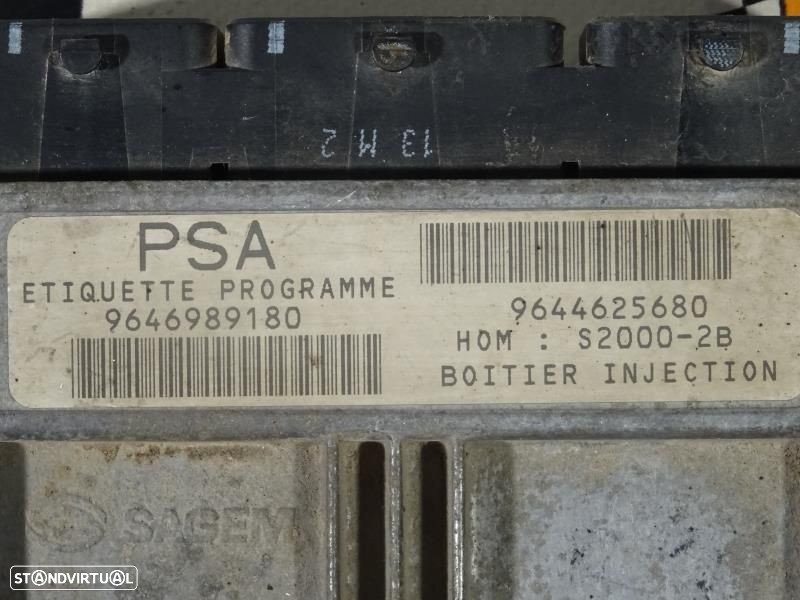 13 M 2
PSA
ETIQUETTE PROGRAMME
9646989180
9644625680
HOM : S2000-2B
BOITIER INJECTION
SAGEM
STANDVIRTUAL